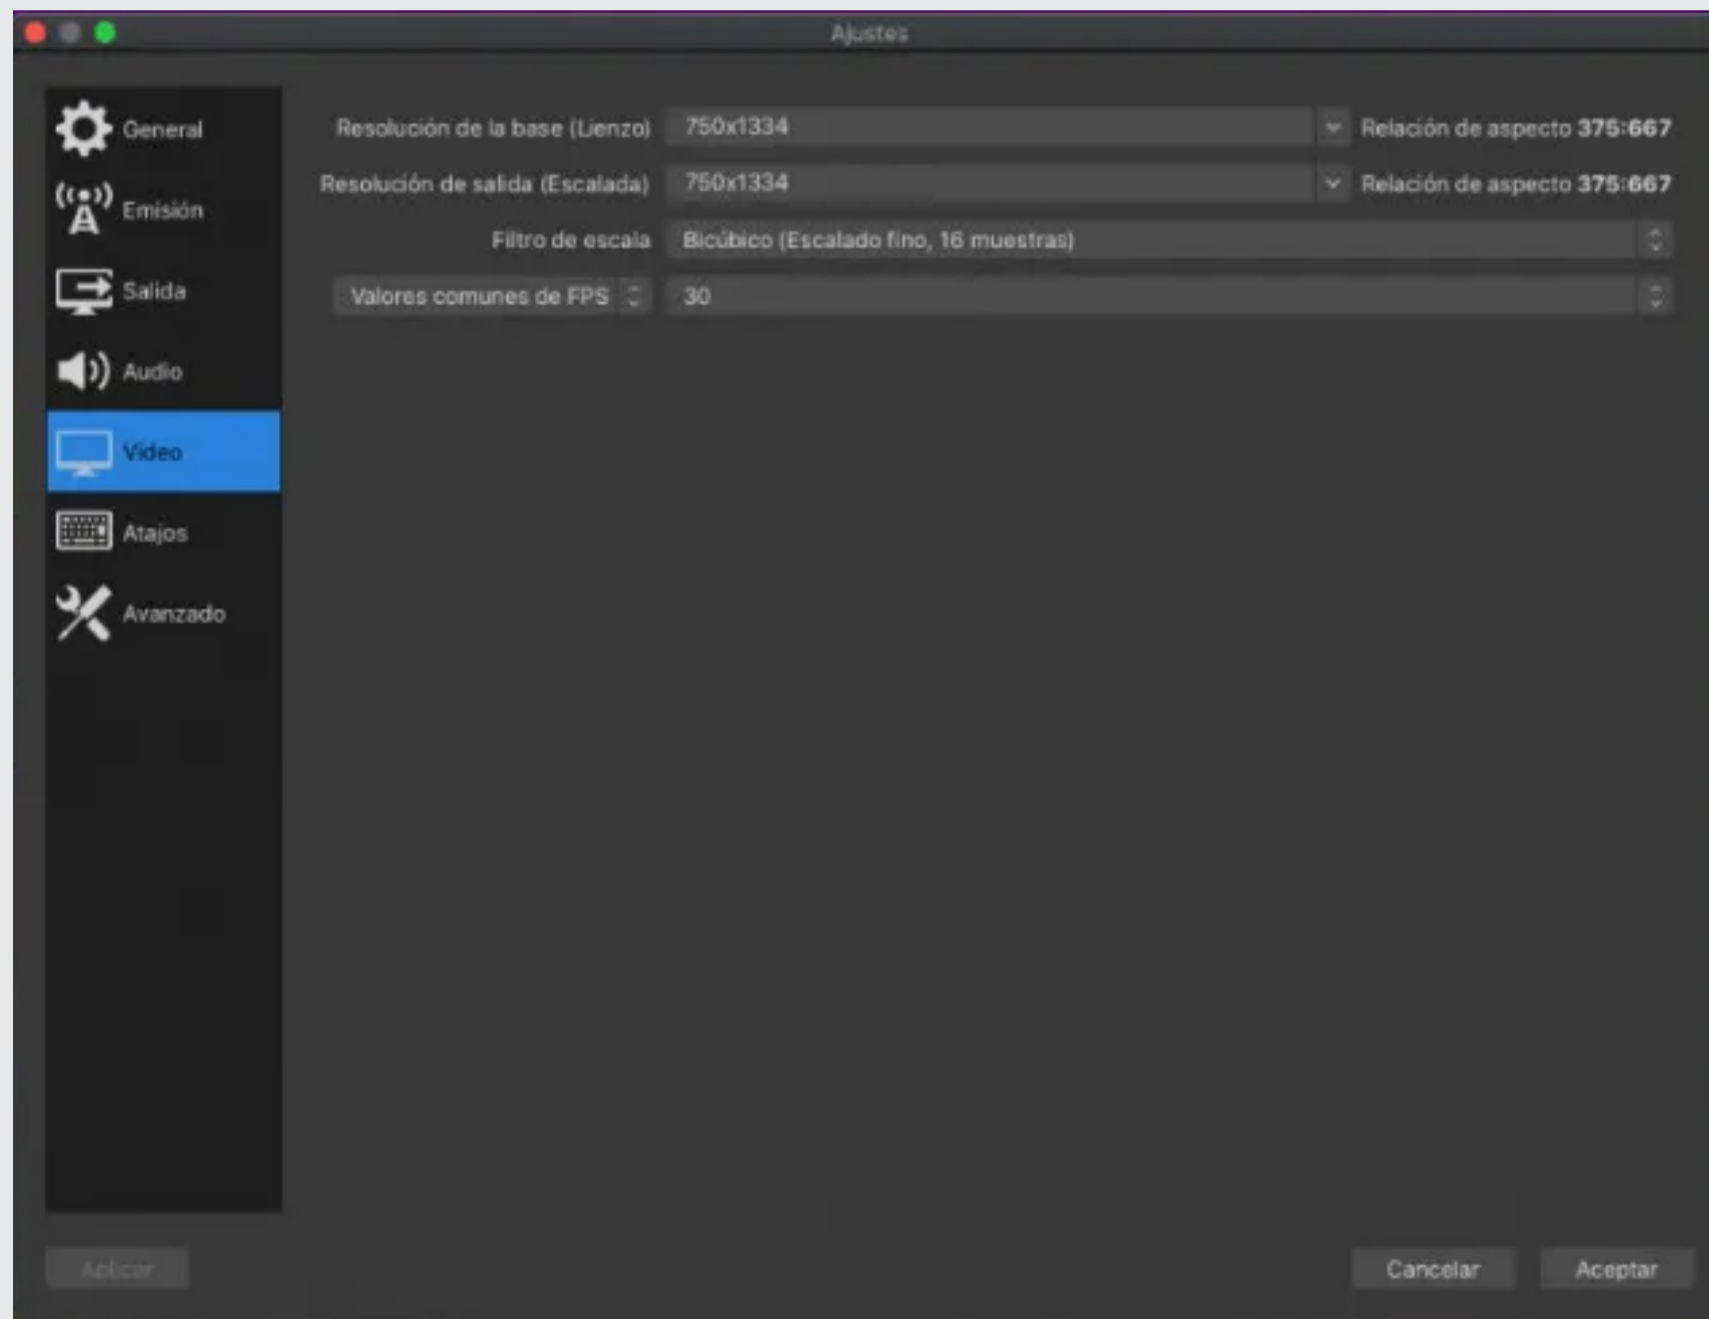 Ajustes
General
Emisión
Salida
Audio
Vídeo
Atajos
Avanzado
Resolución de la base (Lienzo) 750x1334 Relación de aspecto 375:667
Resolución de salida (Escalada) 750x1334 Relación de aspecto 375:667
Filtro de escala Bicúbico (Escalado fino, 16 muestras)
Valores comunes de FPS 30
Aplicar Cancelar Aceptar